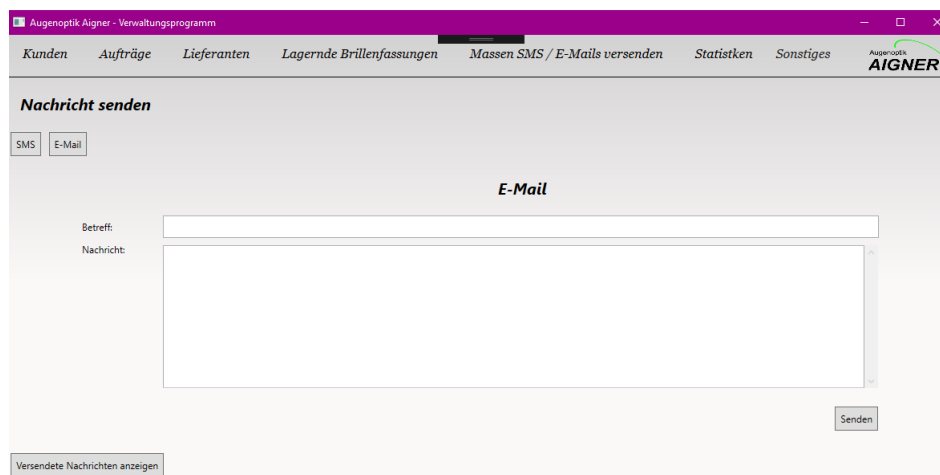 Augenoptik Aigner - Verwaltungsprogramm
Kunden Aufträge Lieferanten Lagernde Brillenfassungen Massen SMS / E-Mails versenden Statistken Sonstiges
Augenoptik
AIGNER
Nachricht senden
SMS E-Mail
E-Mail
Betreff:
Nachricht:
Senden
Versendete Nachrichten anzeigen